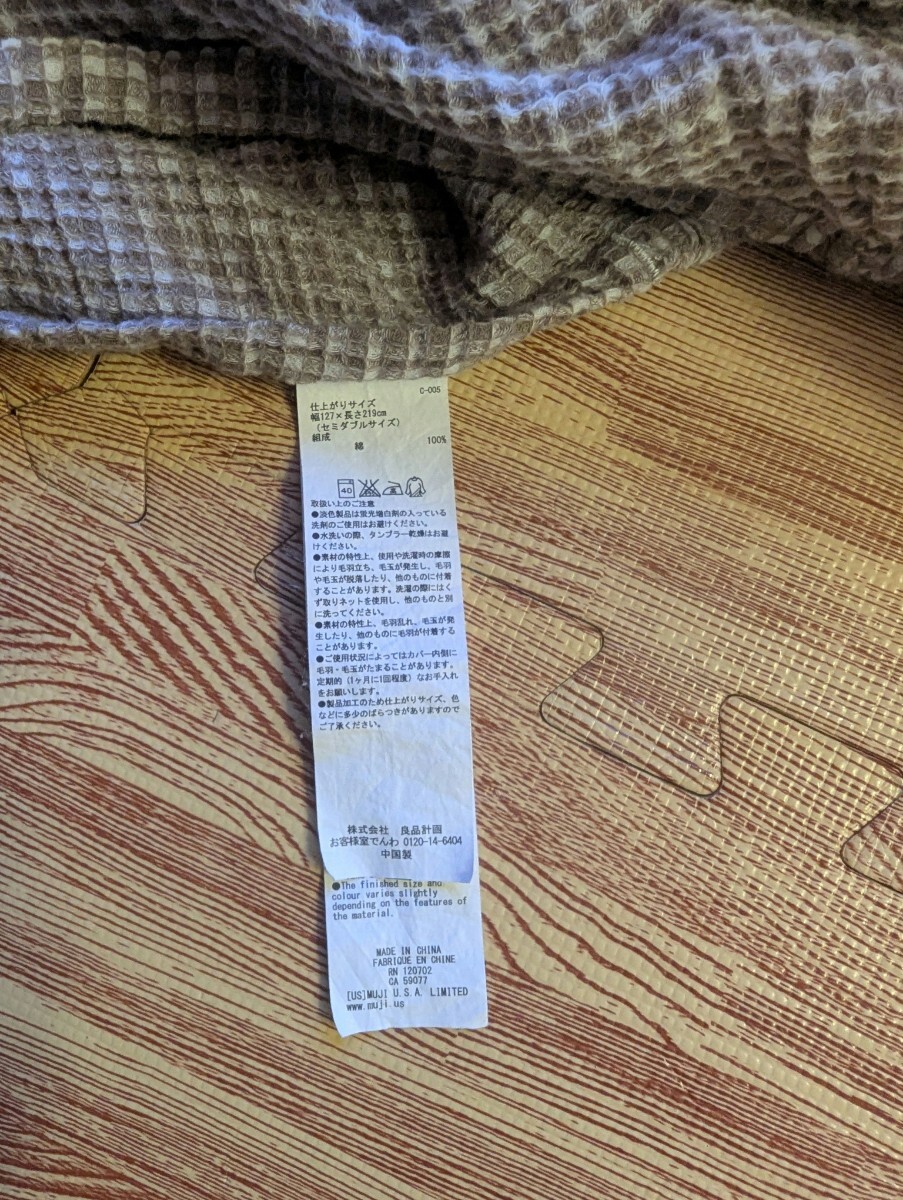 C-005
仕上がりサイズ
幅127×長さ219cm
(セミダブルサイズ)
組成
綿 100%
40
取扱い上のご注意
●淡色製品は蛍光増白剤の入っている
洗剤のご使用はお避けください。
●水洗いの際、タンブラー乾燥はお避
けください。
●素材の特性上、使用や洗濯時の摩擦
により毛羽立ち、毛玉が発生し、毛羽
や毛玉が脱落したり、他のものに付着
することがあります。洗濯の際にはく
ず取りネットを使用し、他のものと別
に洗ってください。
●素材の特性上、毛羽乱れ、毛玉が発
生したり、他のものに毛羽が付着する
ことがあります。
●ご使用状況によってはカバー内側に
毛羽・毛玉がたまることがあります。
定期的(1ヶ月に1回程度)なお手入れ
をお願いします。
●製品加工のため仕上がりサイズ、色
などに多少のばらつきがありますので
ご了承ください。
株式会社 良品計画
お客様室でんわ 0120-14-6404
中国製
●The finished size and
colour varies slightly
depending on the features of
the material.
MADE IN CHINA
FABRIQUE EN CHINE
RN 120702
CA 59077
[US]MUJI U.S.A. LIMITED
www.muji.us